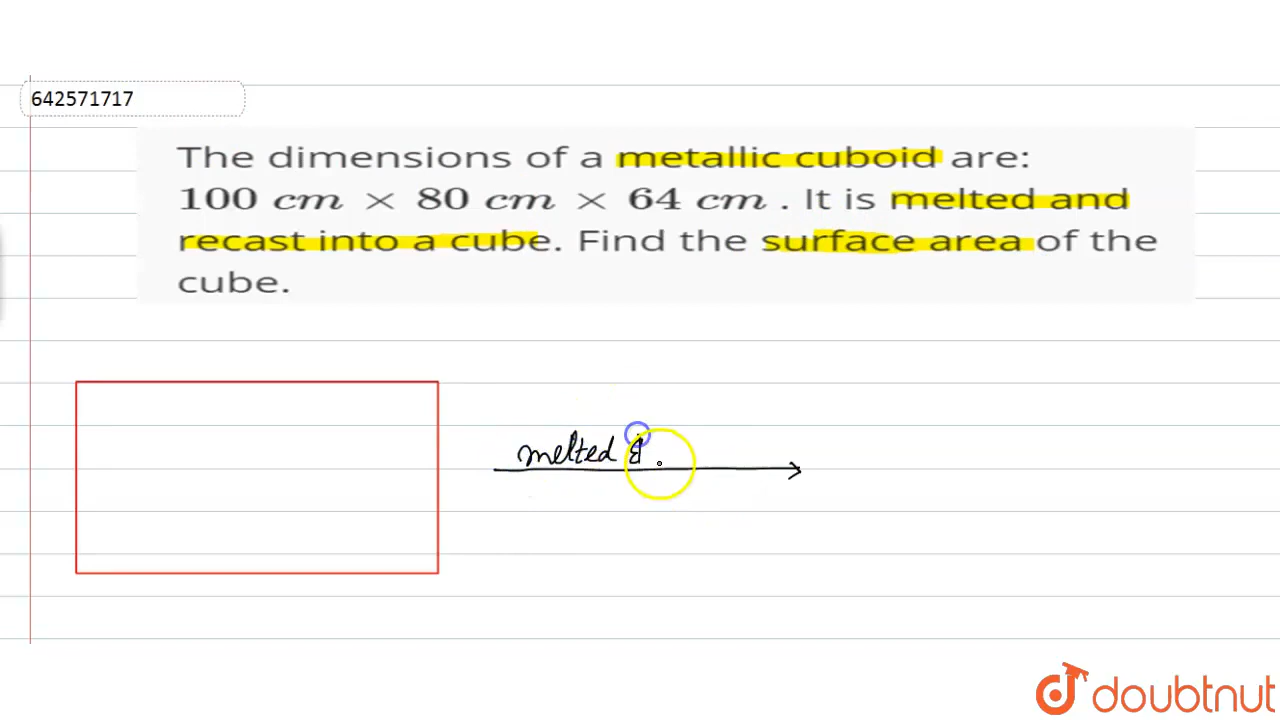 642571717
The dimensions of a metallic cuboid are:
100 cm × 80 cm × 64 cm . It is melted and
recast into a cube. Find the surface area of the
cube.
melted &
doubtnut